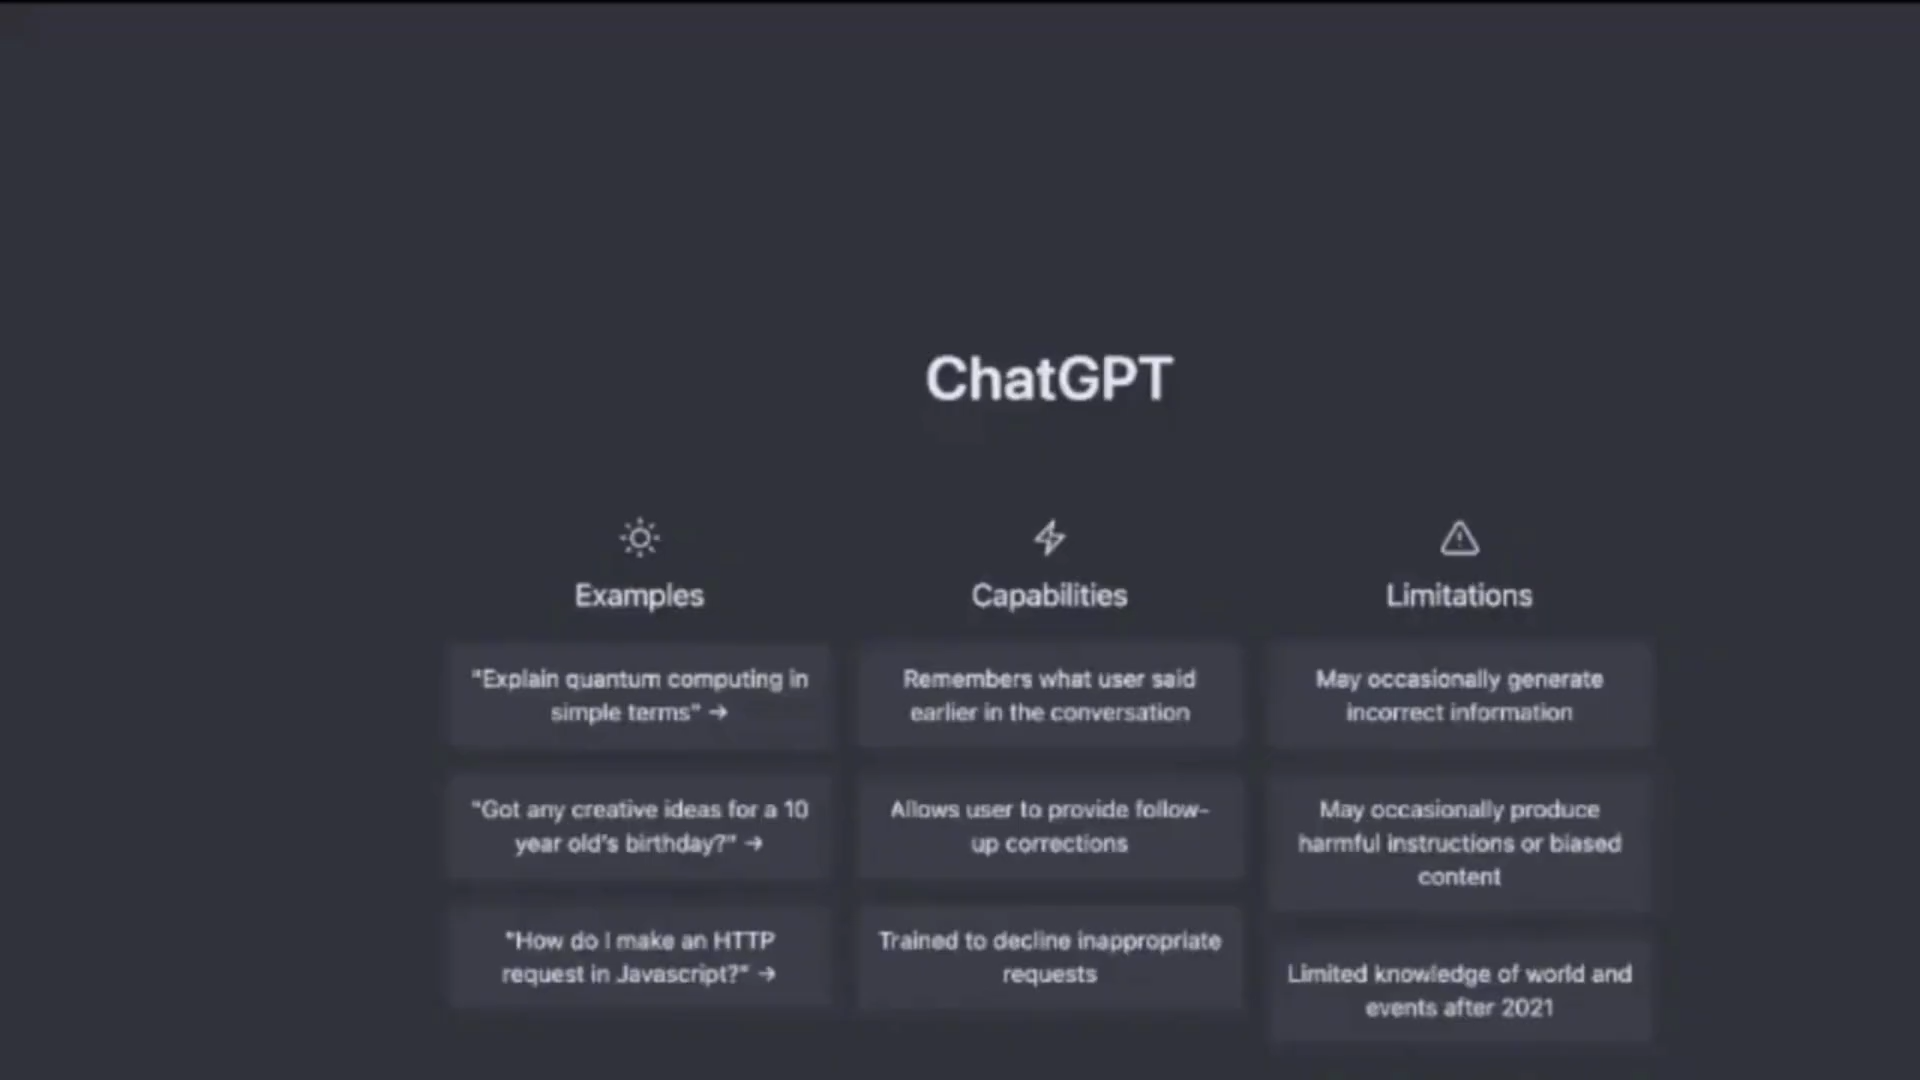 ChatGPT
Examples
"Explain quantum computing in
simple terms" →
"Got any creative ideas for a 10
year old's birthday?" →
"How do I make an HTTP
request in Javascript?" →
Capabilities
Remembers what user said
earlier in the conversation
Allows user to provide follow-
up corrections
Trained to decline inappropriate
requests
Limitations
May occasionally generate
incorrect information
May occasionally produce
harmful instructions or biased
content
Limited knowledge of world and
events after 2021